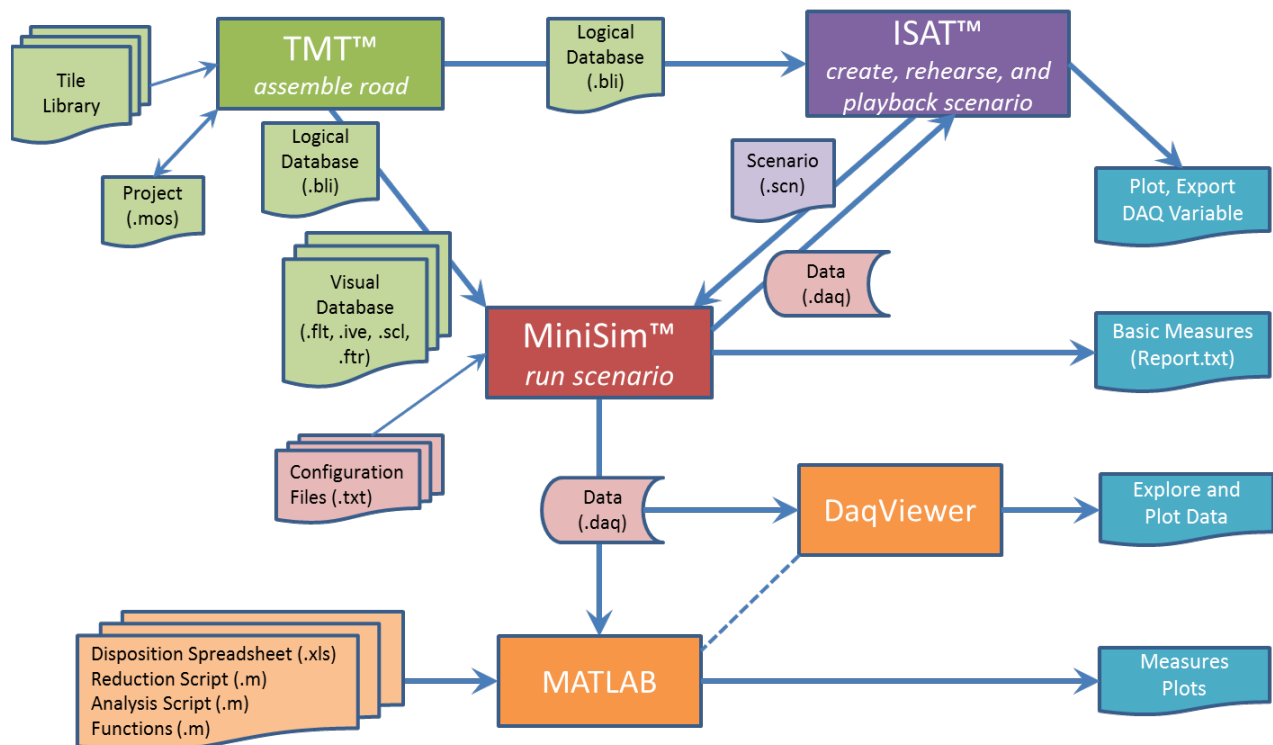 TMT™
assemble road
Logical
Database
(.bli)
ISAT™
create, rehearse, and
playback scenario
Tile
Library
Logical
Database
(.bli)
Scenario
(.scn)
Project
(.mos)
Plot, Export
DAQ Variable
Visual
Database
(.flt, .ive, .scl,
.ftr)
Data
(.daq)
MiniSim™
run scenario
Basic Measures
(Report.txt)
Configuration
Files (.txt)
Data
(.daq)
DaqViewer
Explore and
Plot Data
Disposition Spreadsheet (.xls)
Reduction Script (.m)
Analysis Script (.m)
Functions (.m)
MATLAB
Measures
Plots